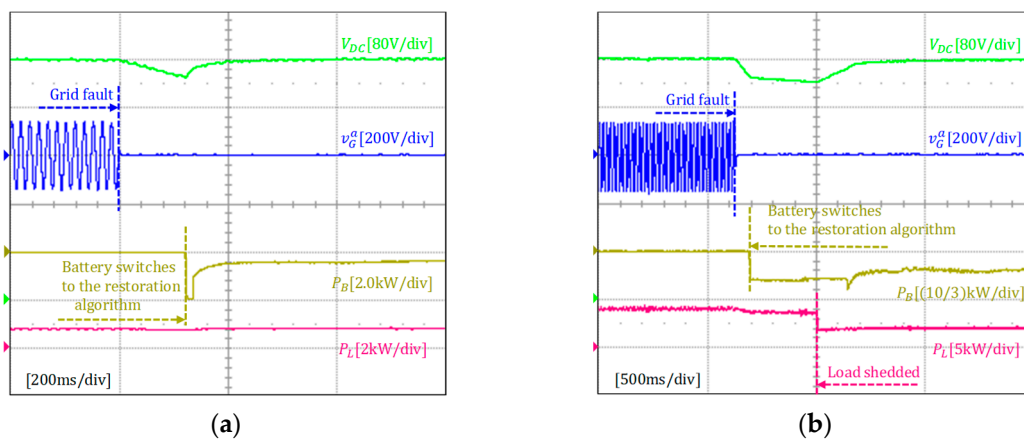 V_DC[80V/div]
Grid fault
v_G^a[200V/div]
Battery switches
to the restoration
algorithm
P_B[2.0kW/div]
P_L[2kW/div]
[200ms/div]
(a)
V_DC[80V/div]
Grid fault
v_G^a[200V/div]
Battery switches
to the restoration algorithm
P_B[(10/3)kW/div]
P_L[5kW/div]
Load shedded
[500ms/div]
(b)